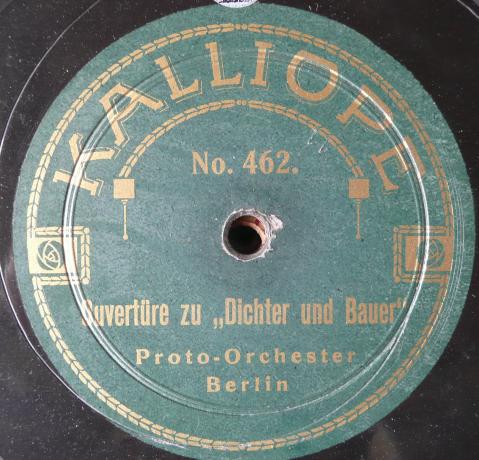 KALLIOPE
No. 462.
Ouvertüre zu „Dichter und Bauer"
Proto-Orchester
Berlin